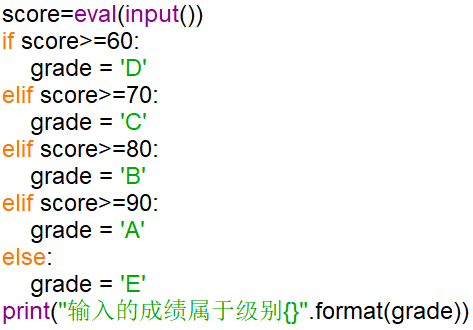 score=eval(input())
if score>=60:
    grade = 'D'
elif score>=70:
    grade = 'C'
elif score>=80:
    grade = 'B'
elif score>=90:
    grade = 'A'
else:
    grade = 'E'
print("输入的成绩属于级别{}".format(grade))